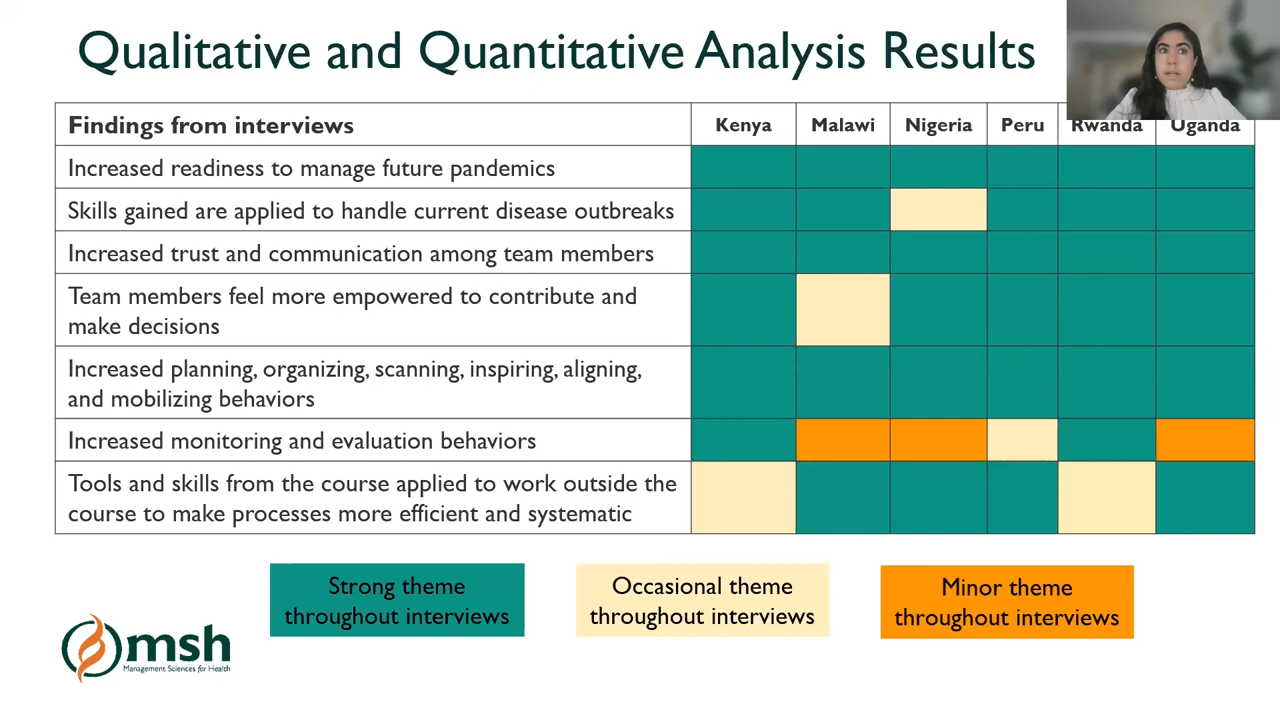 Qualitative and Quantitative Analysis Results
Findings from interviews Kenya Malawi Nigeria Peru Rwanda Uganda
Increased readiness to manage future pandemics
Skills gained are applied to handle current disease outbreaks
Increased trust and communication among team members
Team members feel more empowered to contribute and
make decisions
Increased planning, organizing, scanning, inspiring, aligning,
and mobilizing behaviors
Increased monitoring and evaluation behaviors
Tools and skills from the course applied to work outside the
course to make processes more efficient and systematic
Strong theme
throughout interviews
Occasional theme
throughout interviews
Minor theme
throughout interviews
msh
Management Sciences for Health